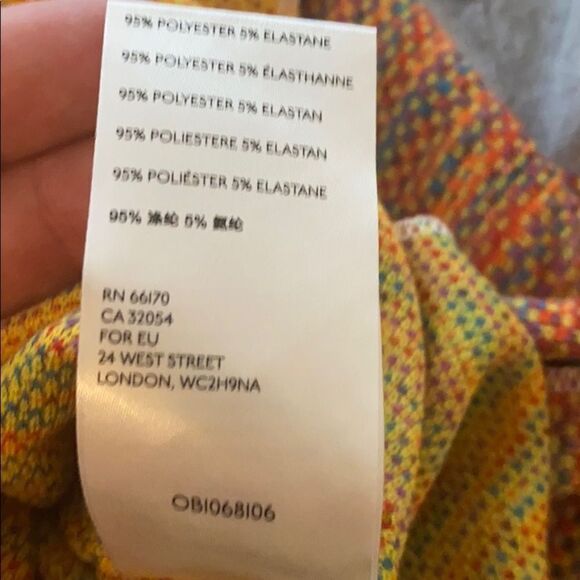 95% POLYESTER 5% ELASTANE
95% POLYESTER 5% ÉLASTHANNE
95% POLYESTER 5% ELASTAN
95% POLIESTERE 5% ELASTAN
95% POLIÉSTER 5% ELASTANE
95% 涤纶 5% 氨纶
RN 66170
CA 32054
FOR EU
24 WEST STREET
LONDON, WC2H9NA
OB1068106